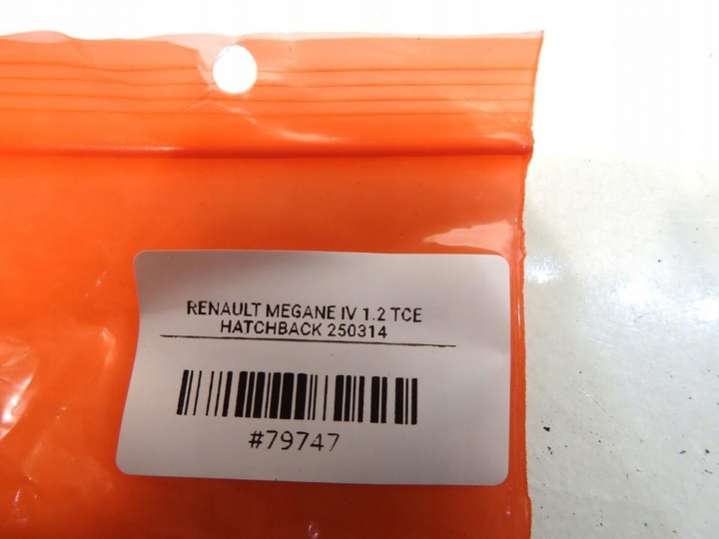 RENAULT MEGANE IV 1.2 TCE
HATCHBACK 250314
#79747